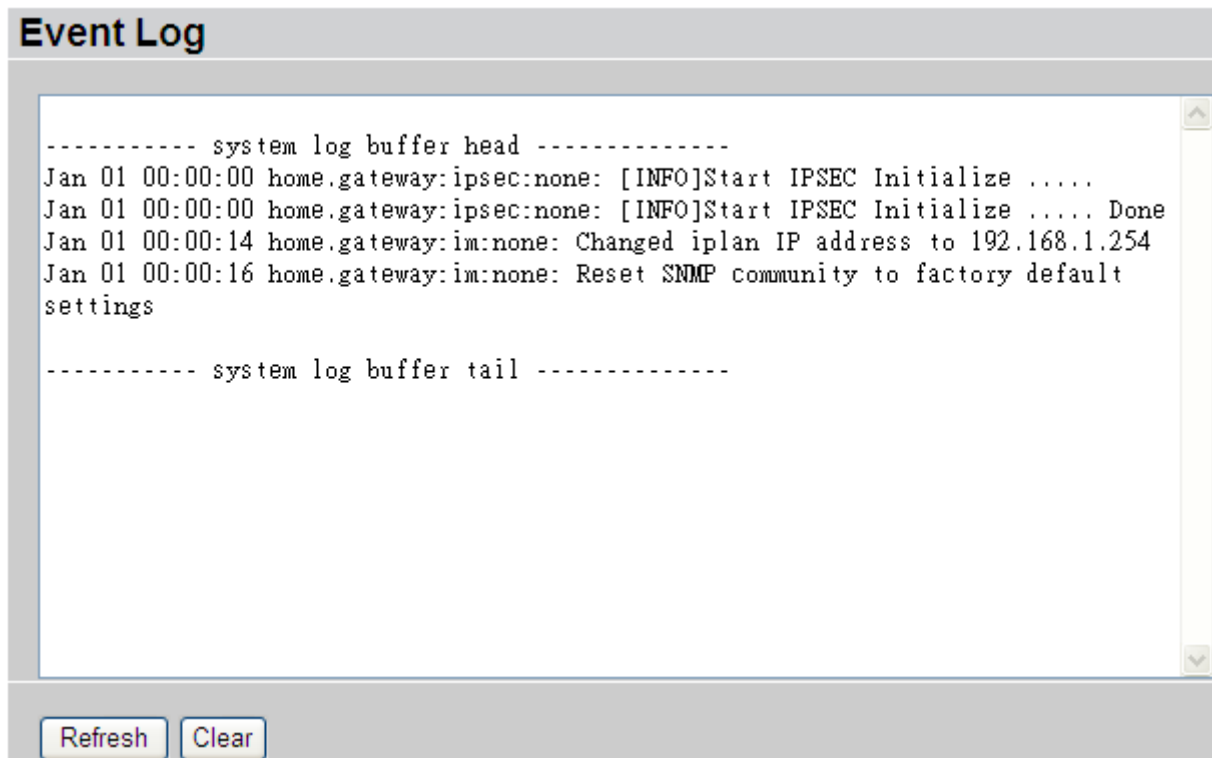 Event Log
----------- system log buffer head --------------
Jan 01 00:00:00 home.gateway:ipsec:none: [INFO]Start IPSEC Initialize .....
Jan 01 00:00:00 home.gateway:ipsec:none: [INFO]Start IPSEC Initialize ..... Done
Jan 01 00:00:14 home.gateway:im:none: Changed iplan IP address to 192.168.1.254
Jan 01 00:00:16 home.gateway:im:none: Reset SNMP community to factory default
settings
----------- system log buffer tail --------------
Refresh Clear